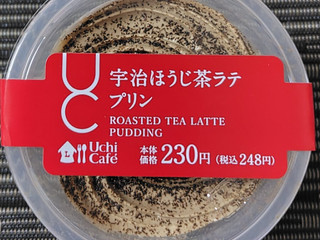 UC
宇治ほうじ茶ラテ
プリン
ROASTED TEA LATTE
PUDDING
L
Uchi
Café
本体
価格 230円 (税込248円)